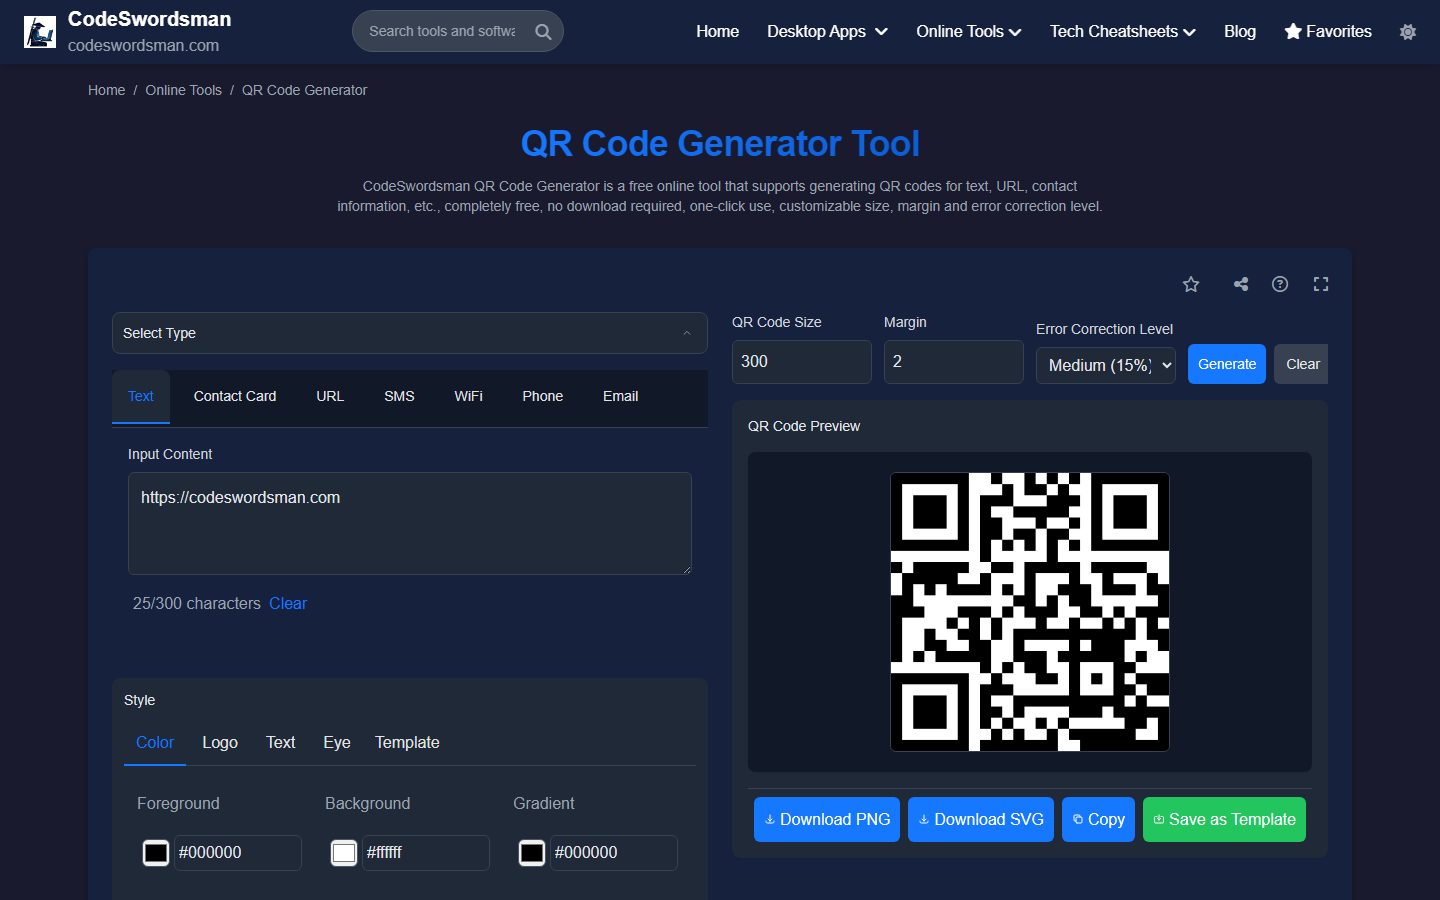 CodeSwordsman
codeswordsman.com
Search tools and softwa
Home Desktop Apps Online Tools Tech Cheatsheets Blog Favorites
Home / Online Tools / QR Code Generator
QR Code Generator Tool
CodeSwordsman QR Code Generator is a free online tool that supports generating QR codes for text, URL, contact
information, etc., completely free, no download required, one-click use, customizable size, margin and error correction level.
Select Type
Text Contact Card URL SMS WiFi Phone Email
Input Content
https://codeswordsman.com
25/300 characters Clear
Style
Color Logo Text Eye Template
Foreground Background Gradient
#000000 #ffffff #000000
QR Code Size Margin Error Correction Level
300 2 Medium (15%) Generate Clear
QR Code Preview
Download PNG Download SVG Copy Save as Template